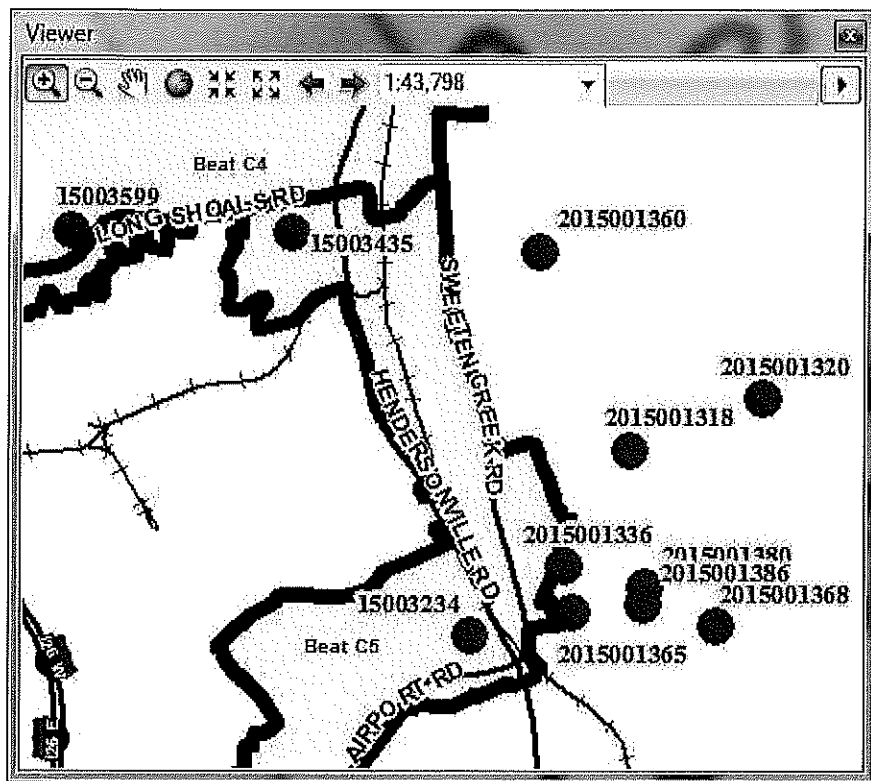 Viewer
1:43,798
Beat C4
15003599
LONG SHOALS RD
15003435
2015001360
SWEETEN CREEK RD
2015001320
2015001318
HENDERSONVILLE RD
2015001336
2015001380
2015001386
2015001368
15003234
Beat C5
2015001365
AIRPORT RD